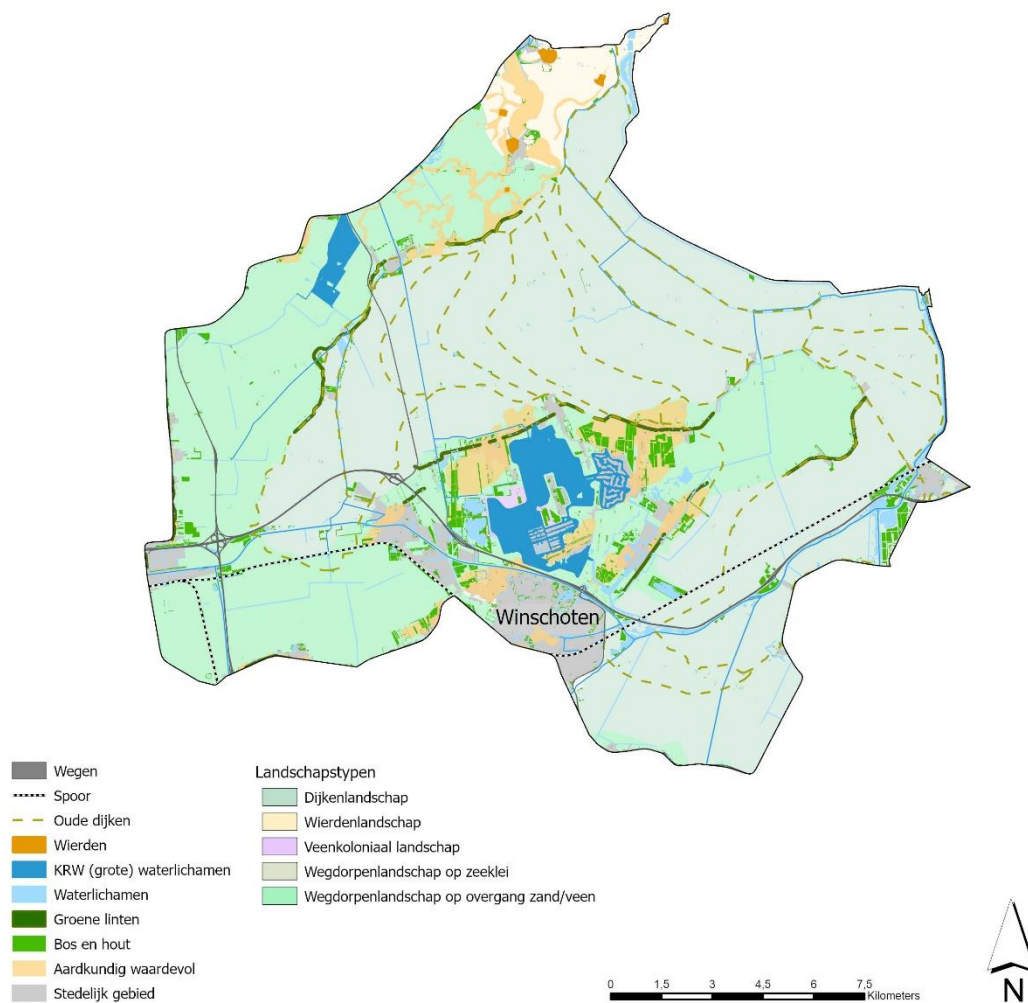 Winschoten
Wegen
Spoor
Oude dijken
Wierden
KRW (grote) waterlichamen
Waterlichamen
Groene linten
Bos en hout
Aardkundig waardevol
Stedelijk gebied
Landschapstypen
Dijkenlandschap
Wierdenlandschap
Veenkoloniaal landschap
Wegdorpenlandschap op zeeklei
Wegdorpenlandschap op overgang zand/veen
0 1,5 3 4,5 6 7,5
Kilometers
N